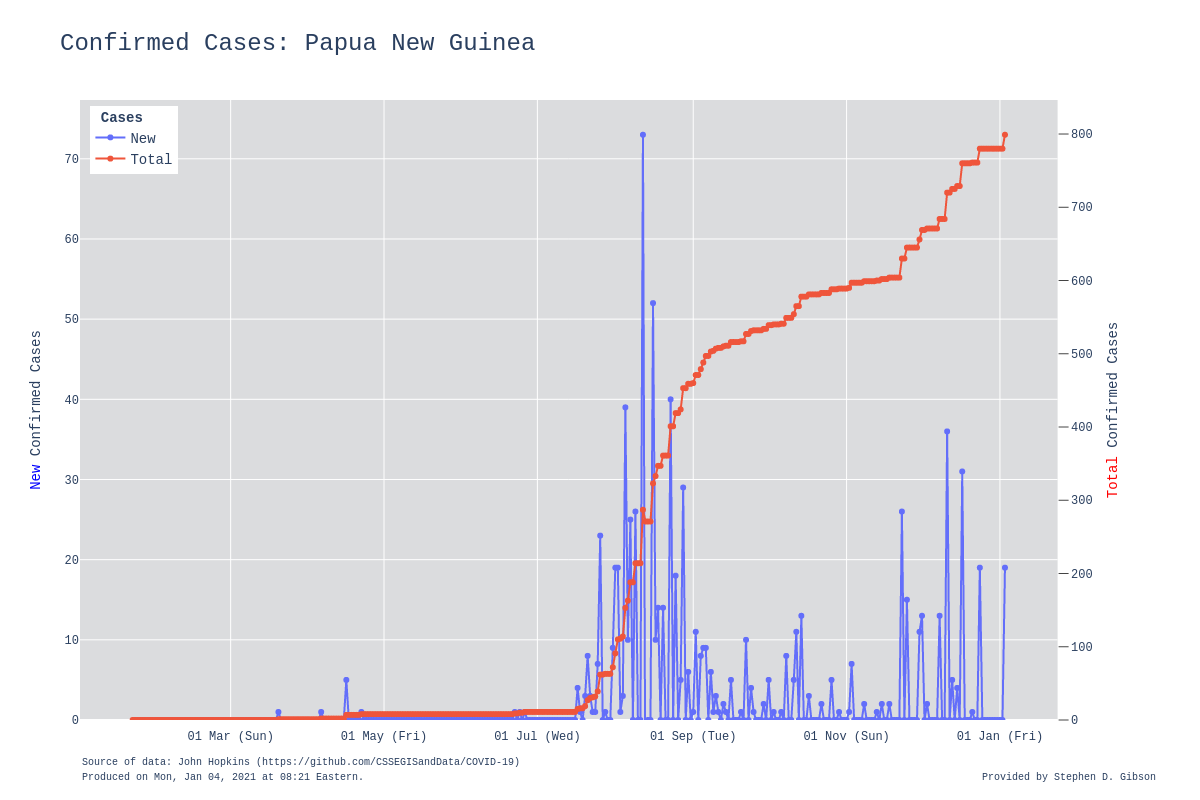 Confirmed Cases: Papua New Guinea
Cases
New
Total
70
60
50
40
30
20
10
0
New Confirmed Cases
800
700
600
500
400
300
200
100
0
Total Confirmed Cases
01 Mar (Sun)
01 May (Fri)
01 Jul (Wed)
01 Sep (Tue)
01 Nov (Sun)
01 Jan (Fri)
Source of data: John Hopkins (https://github.com/CSSEGISandData/COVID-19)
Produced on Mon, Jan 04, 2021 at 08:21 Eastern.
Provided by Stephen D. Gibson